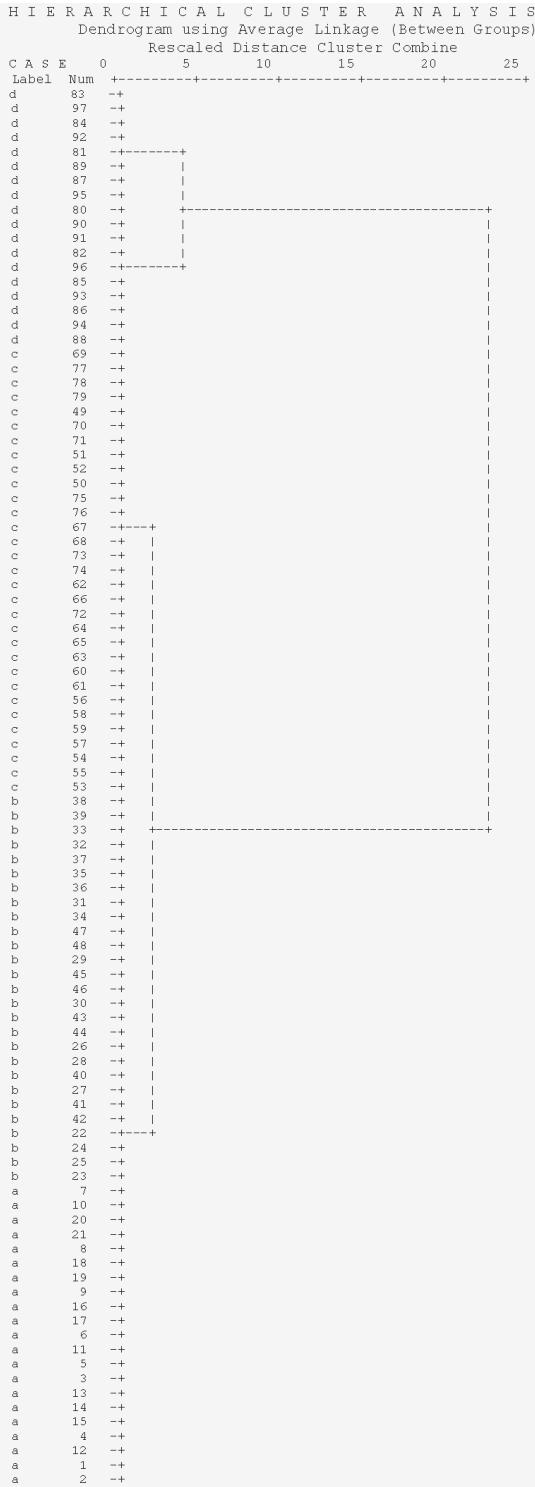 H I E R A R C H I C A L C L U S T E R A N A L Y S I S
Dendrogram using Average Linkage (Between Groups)
Rescaled Distance Cluster Combine
C A S E 0 5 10 15 20 25
Label Num +---------+---------+---------+---------+---------+
d 83
d 97
d 84
d 92
d 81
d 89
d 87
d 95
d 80
d 90
d 91
d 82
d 96
d 85
d 93
d 86
d 94
d 88
c 69
c 77
c 78
c 79
c 49
c 70
c 71
c 51
c 52
c 50
c 75
c 76
c 67
c 68
c 73
c 74
c 62
c 66
c 72
c 64
c 65
c 63
c 60
c 61
c 56
c 58
c 59
c 57
c 54
c 55
c 53
b 38
b 39
b 33
b 32
b 37
b 35
b 36
b 31
b 34
b 47
b 48
b 29
b 45
b 46
b 30
b 43
b 44
b 26
b 28
b 40
b 27
b 41
b 42
b 22
b 24
b 25
b 23
a 7
a 10
a 20
a 21
a 8
a 18
a 19
a 9
a 16
a 17
a 6
a 11
a 5
a 3
a 13
a 14
a 15
a 4
a 12
a 1
a 2